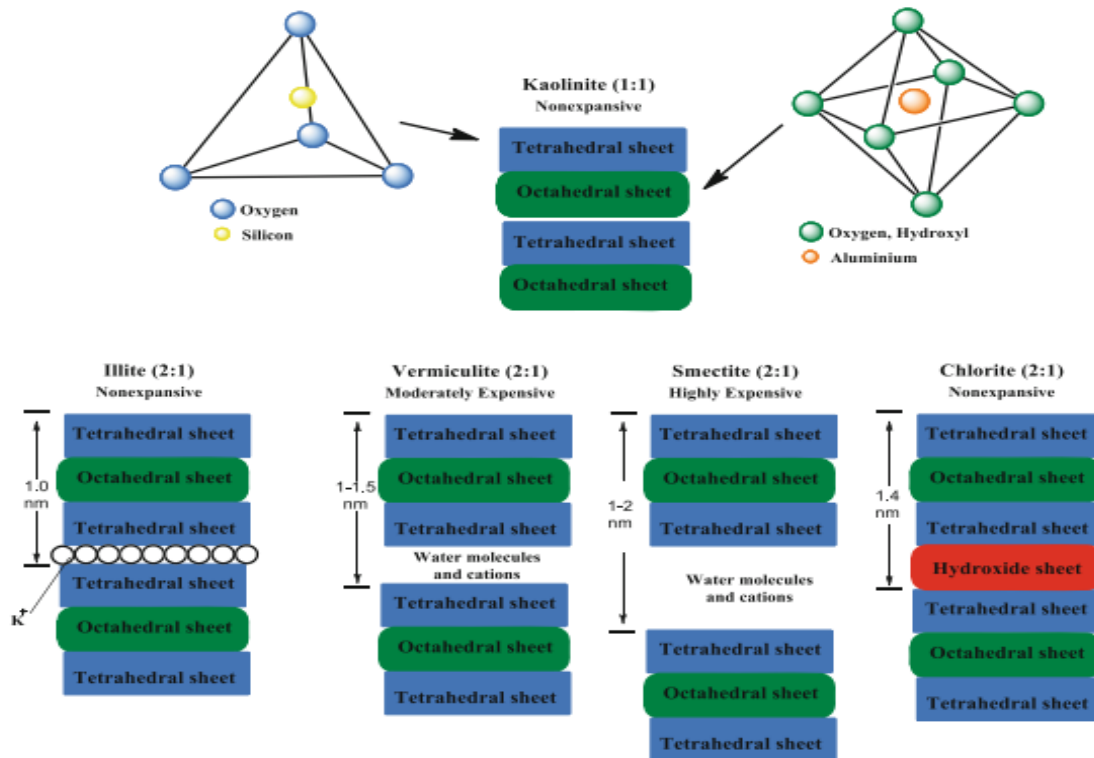 Kaolinite (1:1)
Nonexpansive
Tetrahedral sheet
Octahedral sheet
Tetrahedral sheet
Octahedral sheet
Oxygen
Silicon
Oxygen, Hydroxyl
Aluminium
Illite (2:1)
Nonexpansive
1.0
nm
Tetrahedral sheet
Octahedral sheet
Tetrahedral sheet
K+
Tetrahedral sheet
Octahedral sheet
Tetrahedral sheet
Vermiculite (2:1)
Moderately Expensive
1-1.5
nm
Tetrahedral sheet
Octahedral sheet
Tetrahedral sheet
Water molecules
and cations
Tetrahedral sheet
Octahedral sheet
Tetrahedral sheet
Smectite (2:1)
Highly Expensive
1-2
nm
Tetrahedral sheet
Octahedral sheet
Tetrahedral sheet
Water molecules
and cations
Tetrahedral sheet
Octahedral sheet
Tetrahedral sheet
Chlorite (2:1)
Nonexpansive
1.4
nm
Tetrahedral sheet
Octahedral sheet
Tetrahedral sheet
Hydroxide sheet
Tetrahedral sheet
Octahedral sheet
Tetrahedral sheet